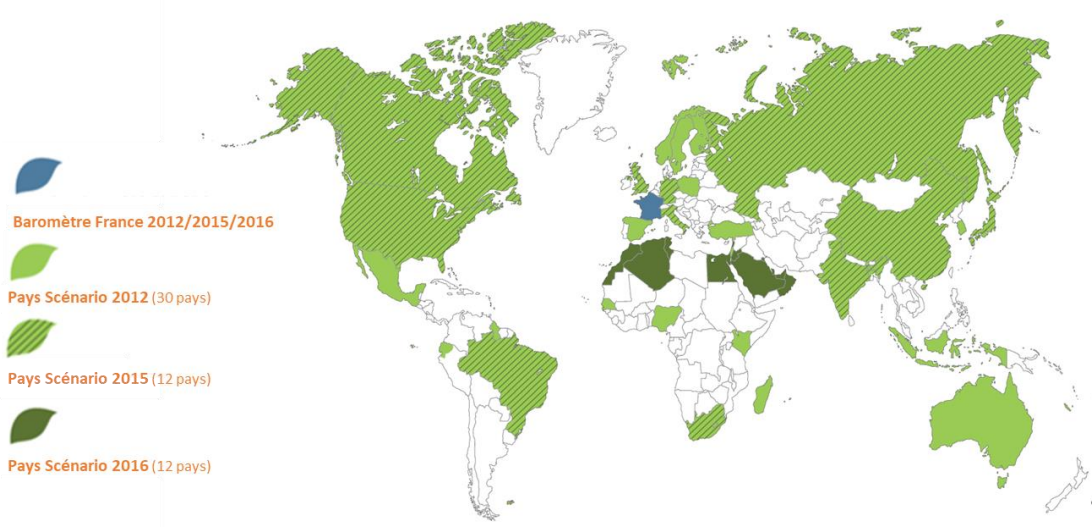 Baromètre France 2012/2015/2016
Pays Scénario 2012 (30 pays)
Pays Scénario 2015 (12 pays)
Pays Scénario 2016 (12 pays)